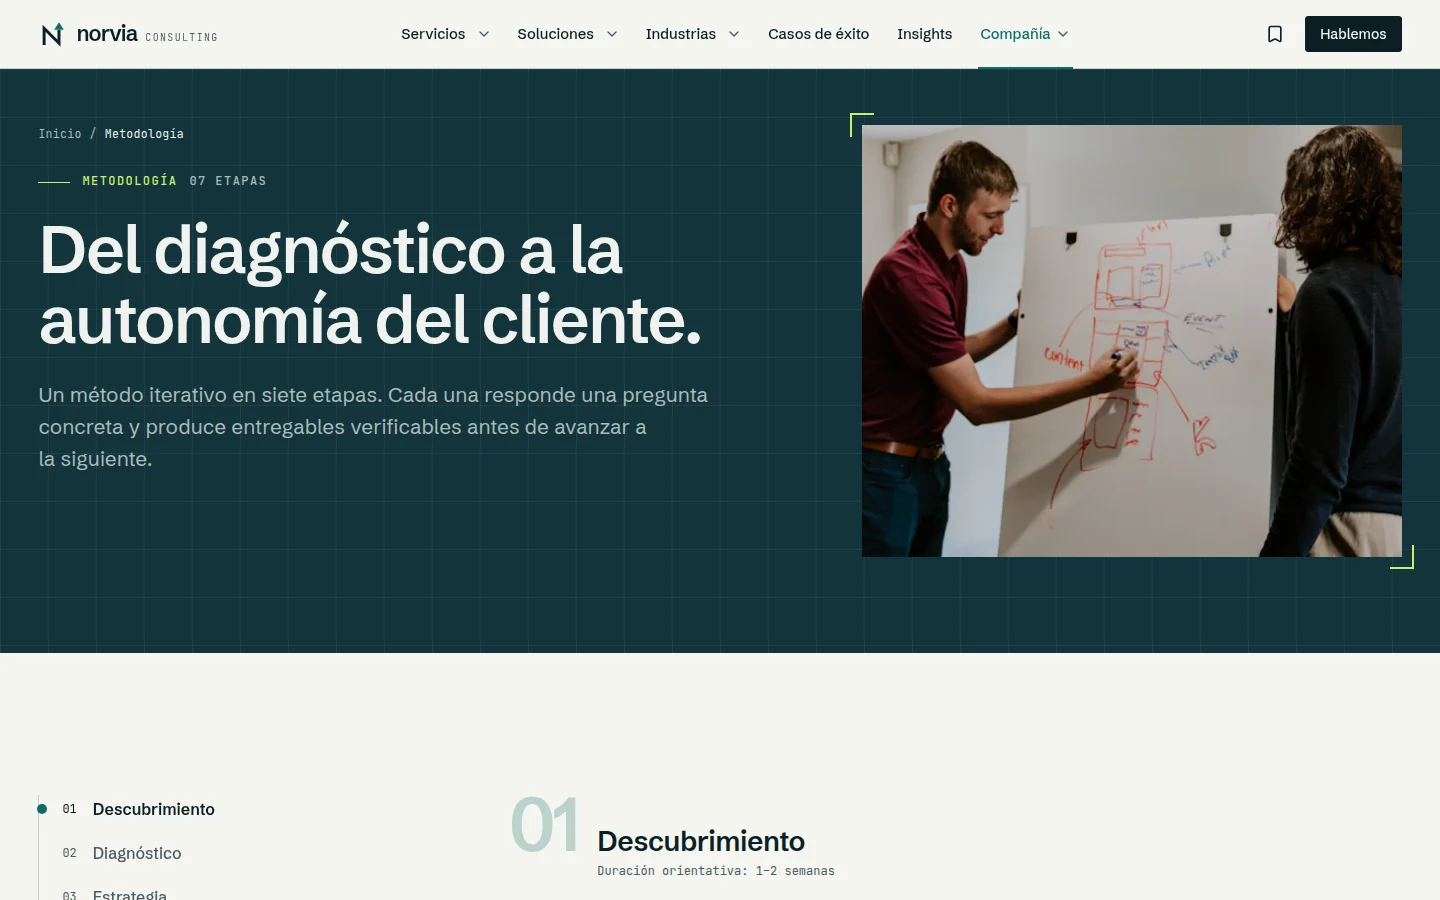 norvia CONSULTING
Servicios
Soluciones
Industrias
Casos de éxito
Insights
Compañía
Hablemos
Inicio / Metodología
METODOLOGÍA 07 ETAPAS
Del diagnóstico a la
autonomía del cliente.
Un método iterativo en siete etapas. Cada una responde una pregunta
concreta y produce entregables verificables antes de avanzar a
la siguiente.
content
01 Descubrimiento
02 Diagnóstico
03 Estrategia
01
Descubrimiento
Duración orientativa: 1–2 semanas